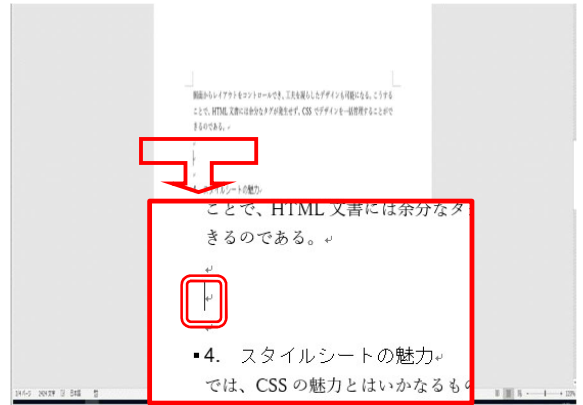 側面からレイアウトをコントロールでき、工夫を凝らしたデザインも可能になる。こうする
ことで、HTML 文書には余分なタグが発生せず、CSS でデザインを一括管理することがで
きるのである。
スタイルシートの魅力
ことで、HTML 文書には余分なタ
きるのである。
4. スタイルシートの魅力
では、CSS の魅力とはいかなるもの